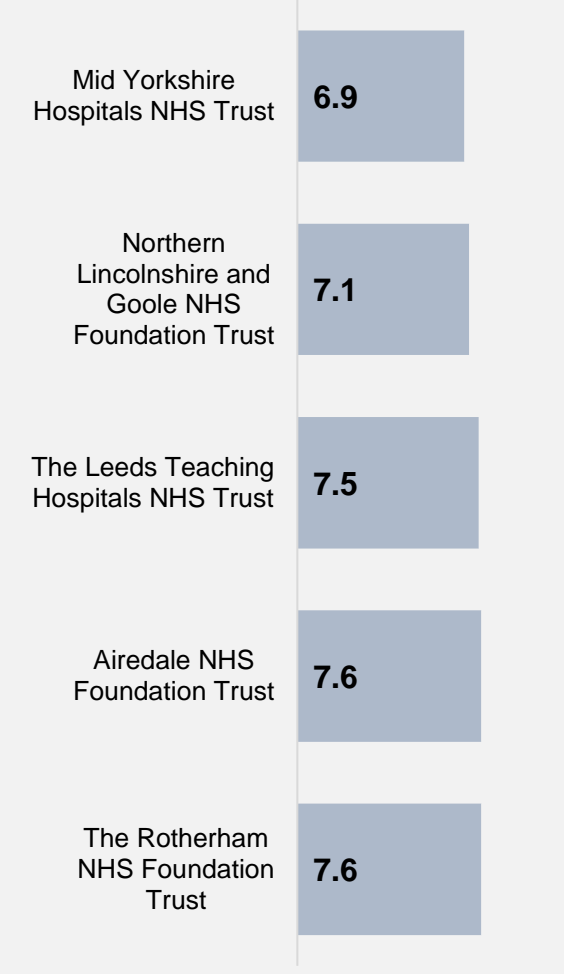 Mid Yorkshire
Hospitals NHS Trust
6.9
Northern
Lincolnshire and
Goole NHS
Foundation Trust
7.1
The Leeds Teaching
Hospitals NHS Trust
7.5
Airedale NHS
Foundation Trust
7.6
The Rotherham
NHS Foundation
Trust
7.6